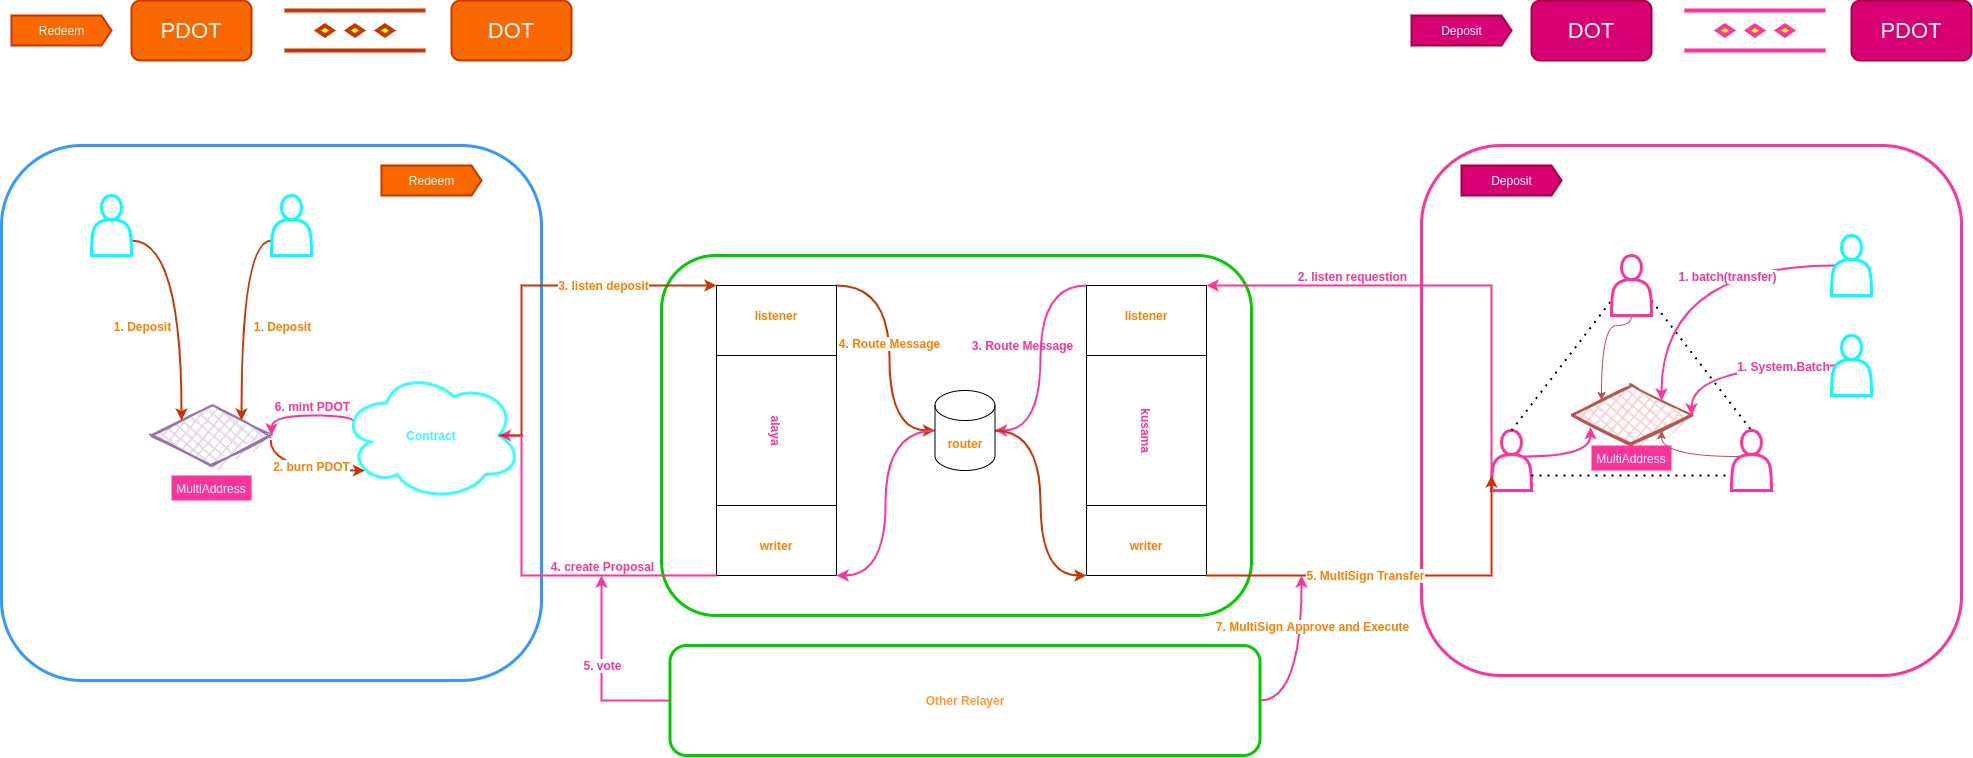 Redeem
PDOT
DOT
Deposit
DOT
PDOT
Redeem
Deposit
1. Deposit
1. Deposit
6. mint PDOT
2. burn PDOT
Contract
MultiAddress
3. listen deposit
4. create Proposal
5. vote
listener
alaya
writer
4. Route Message
3. Route Message
router
listener
kusama
writer
2. listen requestion
5. MultiSign Transfer
7. MultiSign Approve and Execute
Other Relayer
1. batch(transfer)
1. System.Batch
MultiAddress